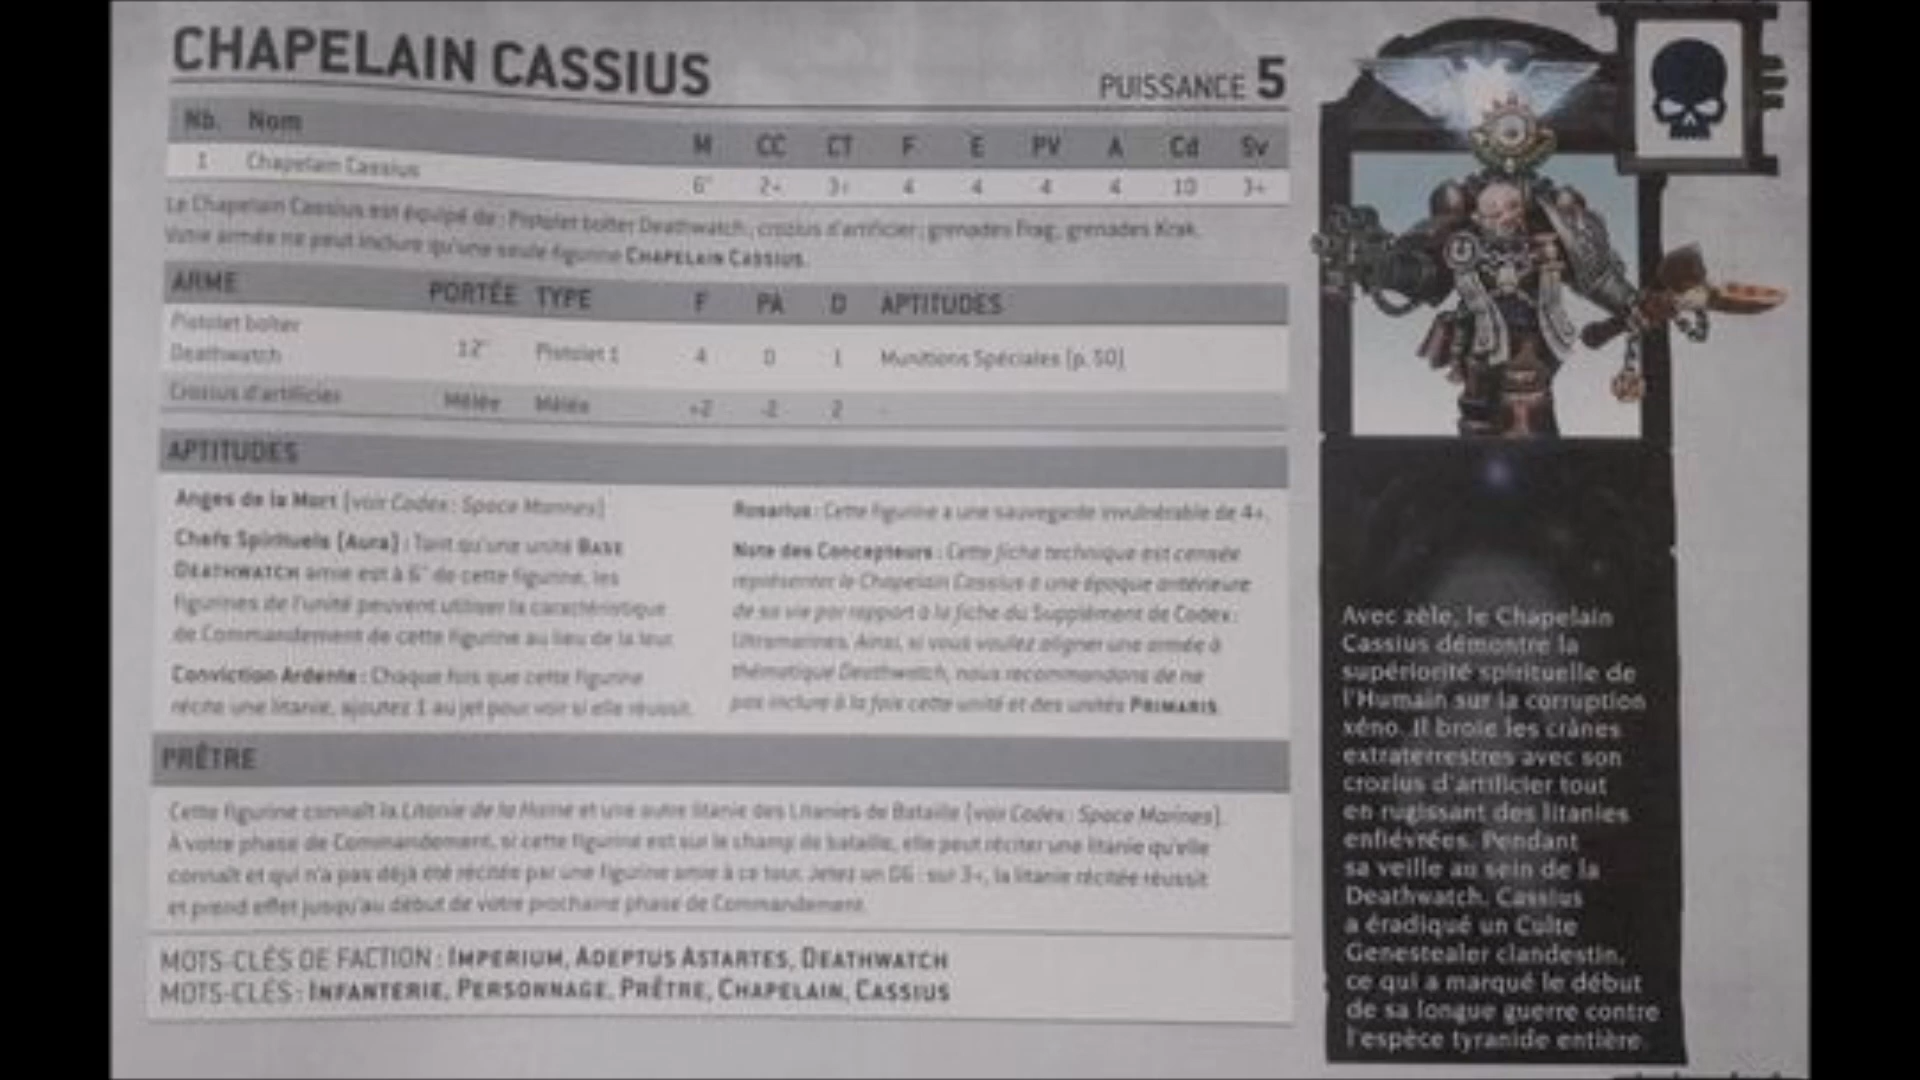 CHAPELAIN CASSIUS
PUISSANCE 5
Nb. Nom M CC CT F E PV A Cd Sv
1 Chapelain Cassius 6" 2+ 3+ 4 4 4 4 10 3+
Le Chapelain Cassius est équipé de : Pistolet bolter Deathwatch ; crozius d'artificier ; grenades Frag, grenades Krak.
Votre armée ne peut inclure qu'une seule figurine CHAPELAIN CASSIUS.
ARME PORTÉE TYPE F PA D APTITUDES
Pistolet bolter
Deathwatch 12" Pistolet 1 4 0 1 Munitions Spéciales (p. 50)
Crozius d'artificier Mêlée Mêlée +2 -2 2 -
APTITUDES
Anges de la Mort (voir Codex : Space Marines)
Chefs Spirituels (Aura) : Tant qu'une unité BASE
DEATHWATCH amie est à 6" de cette figurine, les
figurines de l'unité peuvent utiliser la caractéristique
de Commandement de cette figurine au lieu de la leur.
Conviction Ardente : Chaque fois que cette figurine
récite une litanie, ajoutez 1 au jet pour voir si elle réussit.
Rosarius : Cette figurine a une sauvegarde invulnérable de 4+.
Note des Concepteurs : Cette fiche technique est censée
représenter le Chapelain Cassius à une époque antérieure
de sa vie par rapport à la fiche du Supplément de Codex :
Ultramarines. Ainsi, si vous voulez aligner une armée à
thématique Deathwatch, nous recommandons de ne
pas inclure à la fois cette unité et des unités PRIMARIS.
PRÊTRE
Cette figurine connaît la Litanie de la Haine et une autre litanie des Litanies de Bataille (voir Codex : Space Marines).
À votre phase de Commandement, si cette figurine est sur le champ de bataille, elle peut réciter une litanie qu'elle
connaît et qui n'a pas déjà été récitée par une figurine amie à ce tour. Jetez un D6 : sur 3+, la litanie récitée réussit
et prend effet jusqu'au début de votre prochaine phase de Commandement.
MOTS-CLÉS DE FACTION : IMPERIUM, ADEPTUS ASTARTES, DEATHWATCH
MOTS-CLÉS : INFANTERIE, PERSONNAGE, PRÊTRE, CHAPELAIN, CASSIUS
Avec zèle, le Chapelain
Cassius démontre la
supériorité spirituelle de
l'Humain sur la corruption
xéno. Il broie les crânes
extraterrestres avec son
crozius d'artificier tout
en rugissant des litanies
enfiévrées. Pendant
sa veille au sein de la
Deathwatch, Cassius
a éradiqué un Culte
Genestealer clandestin,
ce qui a marqué le début
de sa longue guerre contre
l'espèce tyranide entière.